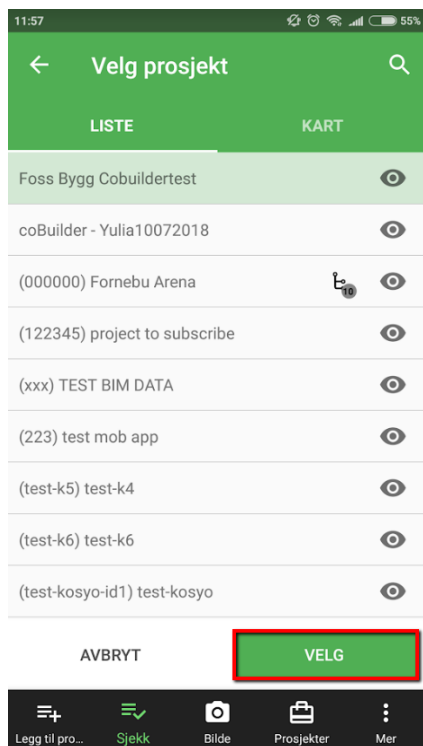 11:57
55%
Velg prosjekt
LISTE
KART
Foss Bygg Cobuildertest
coBuilder - Yulia10072018
(000000) Fornebu Arena
10
(122345) project to subscribe
(xxx) TEST BIM DATA
(223) test mob app
(test-k5) test-k4
(test-k6) test-k6
(test-kosyo-id1) test-kosyo
AVBRYT
VELG
Legg til pro...
Sjekk
Bilde
Prosjekter
Mer